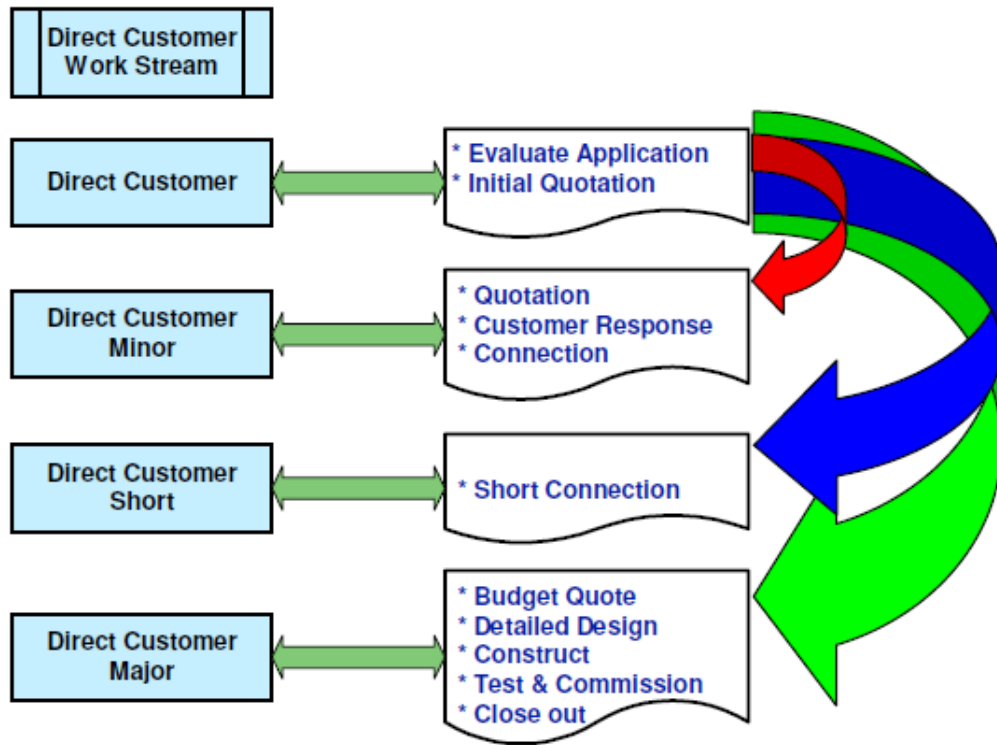 Direct Customer
Work Stream
Direct Customer
* Evaluate Application
* Initial Quotation
Direct Customer
Minor
* Quotation
* Customer Response
* Connection
Direct Customer
Short
* Short Connection
Direct Customer
Major
* Budget Quote
* Detailed Design
* Construct
* Test & Commission
* Close out